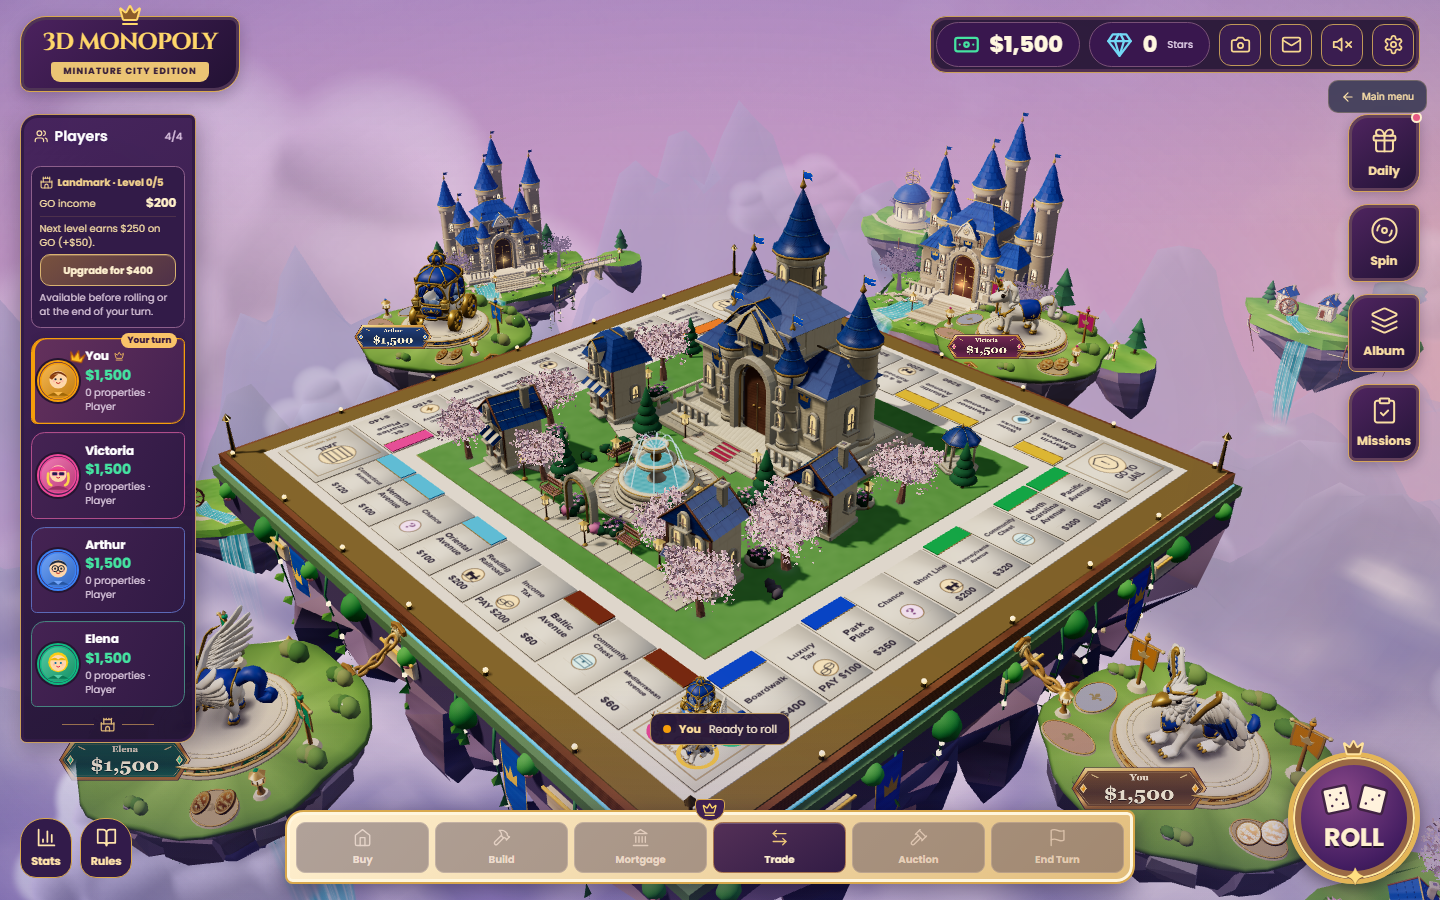 3D MONOPOLY
MINIATURE CITY EDITION
$1,500
0 Stars
Main menu
Players 4/4
Landmark · Level 0/5
GO income $200
Next level earns $250 on
GO (+$50).
Upgrade for $400
Available before rolling or
at the end of your turn.
Your turn
You
$1,500
0 properties ·
Player
Victoria
$1,500
0 properties ·
Player
Arthur
$1,500
0 properties ·
Player
Elena
$1,500
0 properties ·
Player
Daily
Spin
Album
Missions
Arthur
$1,500
Victoria
$1,500
Elena
$1,500
You
$1,500
JAIL
$120
Vermont
Avenue
$100
Chance
Oriental
Avenue
$100
Reading
Railroad
$200
Income
Tax
PAY $200
Baltic
Avenue
$60
Community
Chest
Mediterranean
Avenue
$60
Boardwalk
$400
Luxury
Tax
PAY $100
Park
Place
$350
Chance
Short Line
$200
Pennsylvania
Avenue
$320
Community
Chest
North
Carolina
Avenue
$300
Pacific
Avenue
$300
GO TO
JAIL
You Ready to roll
Stats
Rules
Buy
Build
Mortgage
Trade
Auction
End Turn
ROLL